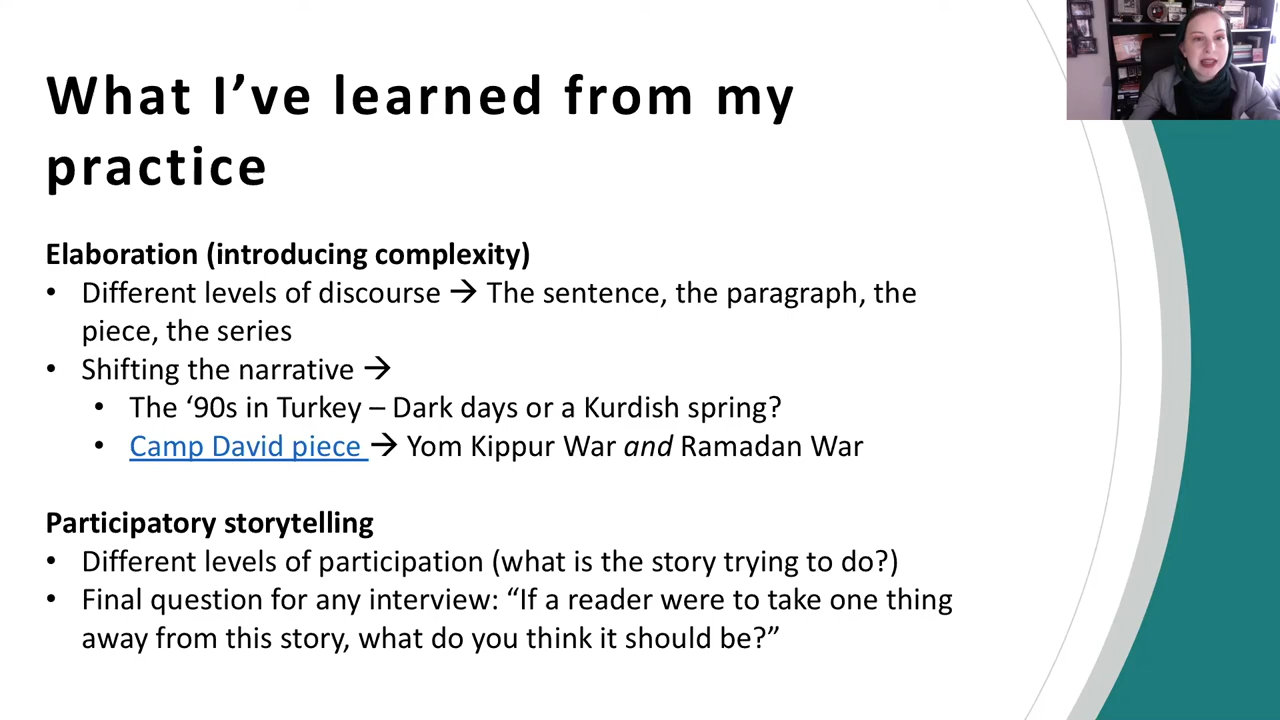 What I’ve learned from my
practice
Elaboration (introducing complexity)
• Different levels of discourse → The sentence, the paragraph, the
piece, the series
• Shifting the narrative →
• The ‘90s in Turkey – Dark days or a Kurdish spring?
• Camp David piece → Yom Kippur War and Ramadan War
Participatory storytelling
• Different levels of participation (what is the story trying to do?)
• Final question for any interview: “If a reader were to take one thing
away from this story, what do you think it should be?”